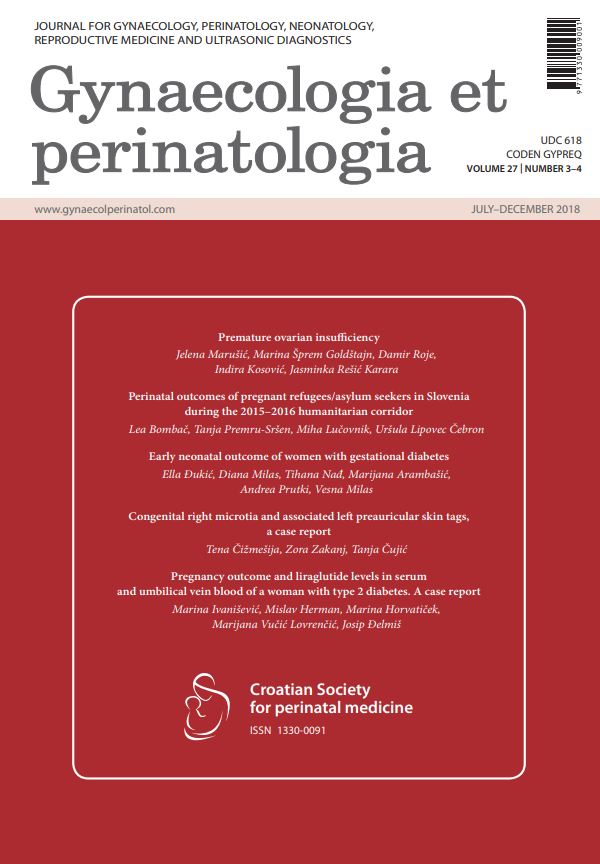 JOURNAL FOR GYNAECOLOGY, PERINATOLOGY, NEONATOLOGY,
REPRODUCTIVE MEDICINE AND ULTRASONIC DIAGNOSTICS
9 771330 009001
Gynaecologia et
perinatologia
UDC 618
CODEN GYPREQ
VOLUME 27 | NUMBER 3–4
www.gynaecolperinatol.com
JULY–DECEMBER 2018
Premature ovarian insufficiency
Jelena Marušić, Marina Šprem Goldštajn, Damir Roje,
Indira Kosović, Jasminka Rešić Karara
Perinatal outcomes of pregnant refugees/asylum seekers in Slovenia
during the 2015–2016 humanitarian corridor
Lea Bombač, Tanja Premru-Sršen, Miha Lučovnik, Uršula Lipovec Čebron
Early neonatal outcome of women with gestational diabetes
Ella Đukić, Diana Milas, Tihana Nađ, Marijana Arambašić,
Andrea Prutki, Vesna Milas
Congenital right microtia and associated left preauricular skin tags,
a case report
Tena Čižmešija, Zora Zakanj, Tanja Čujić
Pregnancy outcome and liraglutide levels in serum
and umbilical vein blood of a woman with type 2 diabetes. A case report
Marina Ivanišević, Mislav Herman, Marina Horvatiček,
Marijana Vučić Lovrenčić, Josip Đelmiš
Croatian Society
for perinatal medicine
ISSN 1330-0091